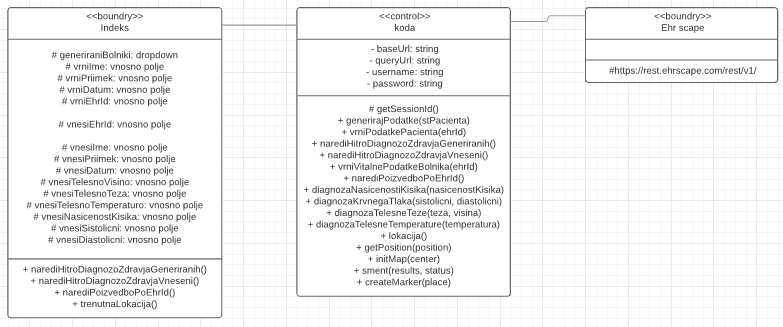 <<boundry>>
Indeks
# generiraniBolniki: dropdown
# vrniIme: vnosno polje
# vrniPriimek: vnosno polje
# vrniDatum: vnosno polje
# vrniEhrId: vnosno polje
# vnesiEhrId: vnosno polje
# vnesiIme: vnosno polje
# vnesiPriimek: vnosno polje
# vnesiDatum: vnosno polje
# vnesiTelesnoVisino: vnosno polje
# vnesiTelesnoTeza: vnosno polje
# vnesiTelesnoTemperaturo: vnosno polje
# vnesiNasicenostKisika: vnosno polje
# vnesiSistolicni: vnosno polje
# vnesiDiastolicni: vnosno polje
+ narediHitroDiagnozoZdravjaGeneriranih()
+ narediHitroDiagnozoZdravjaVneseni()
+ narediPoizvedboPoEhrId()
+ trenutnaLokacija()
<<control>>
koda
- baseUrl: string
- queryUrl: string
- username: string
- password: string
# getSessionId()
+ generirajPodatke(stPacienta)
+ vrniPodatkePacienta(ehrId)
+ narediHitroDiagnozoZdravjaGeneriranih()
+ narediHitroDiagnozoZdravjaVneseni()
+ vrniVitalnePodatkeBolnika(ehrId)
+ narediPoizvedboPoEhrId()
+ diagnozaNasicenostiKisika(nasicenostKisika)
+ diagnozaKrvnegaTlaka(sistolicni, diastolicni)
+ diagnozaTelesneTeze(teza, visina)
+ diagnozaTelesneTemperature(temperatura)
+ lokacija()
+ getPosition(position)
+ initMap(center)
+ sment(results, status)
+ createMarker(place)
<<boundry>>
Ehr scape
#https://rest.ehrscape.com/rest/v1/